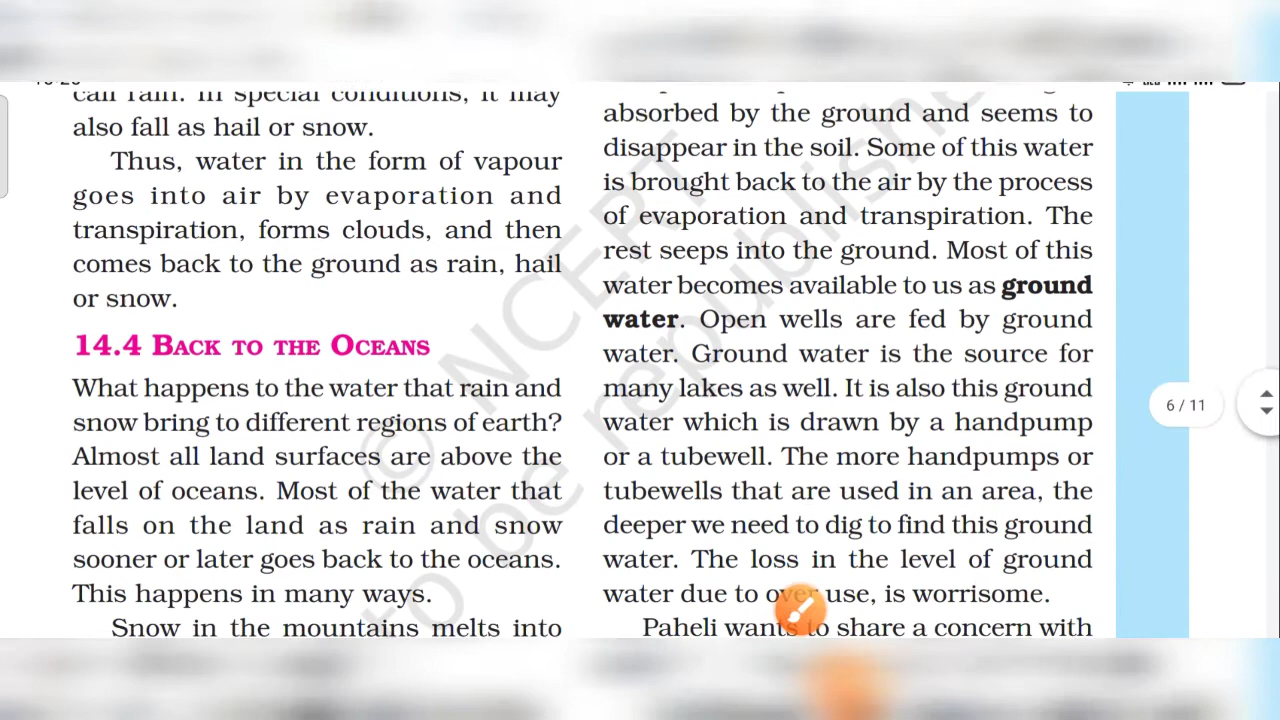 can rain. In special conditions, it may
also fall as hail or snow.
Thus, water in the form of vapour
goes into air by evaporation and
transpiration, forms clouds, and then
comes back to the ground as rain, hail
or snow.
14.4 BACK TO THE OCEANS
What happens to the water that rain and
snow bring to different regions of earth?
Almost all land surfaces are above the
level of oceans. Most of the water that
falls on the land as rain and snow
sooner or later goes back to the oceans.
This happens in many ways.
Snow in the mountains melts into
absorbed by the ground and seems to
disappear in the soil. Some of this water
is brought back to the air by the process
of evaporation and transpiration. The
rest seeps into the ground. Most of this
water becomes available to us as ground
water. Open wells are fed by ground
water. Ground water is the source for
many lakes as well. It is also this ground
water which is drawn by a handpump
or a tubewell. The more handpumps or
tubewells that are used in an area, the
deeper we need to dig to find this ground
water. The loss in the level of ground
water due to over use, is worrisome.
Paheli wants to share a concern with
6 / 11
© NCERT
to be republished